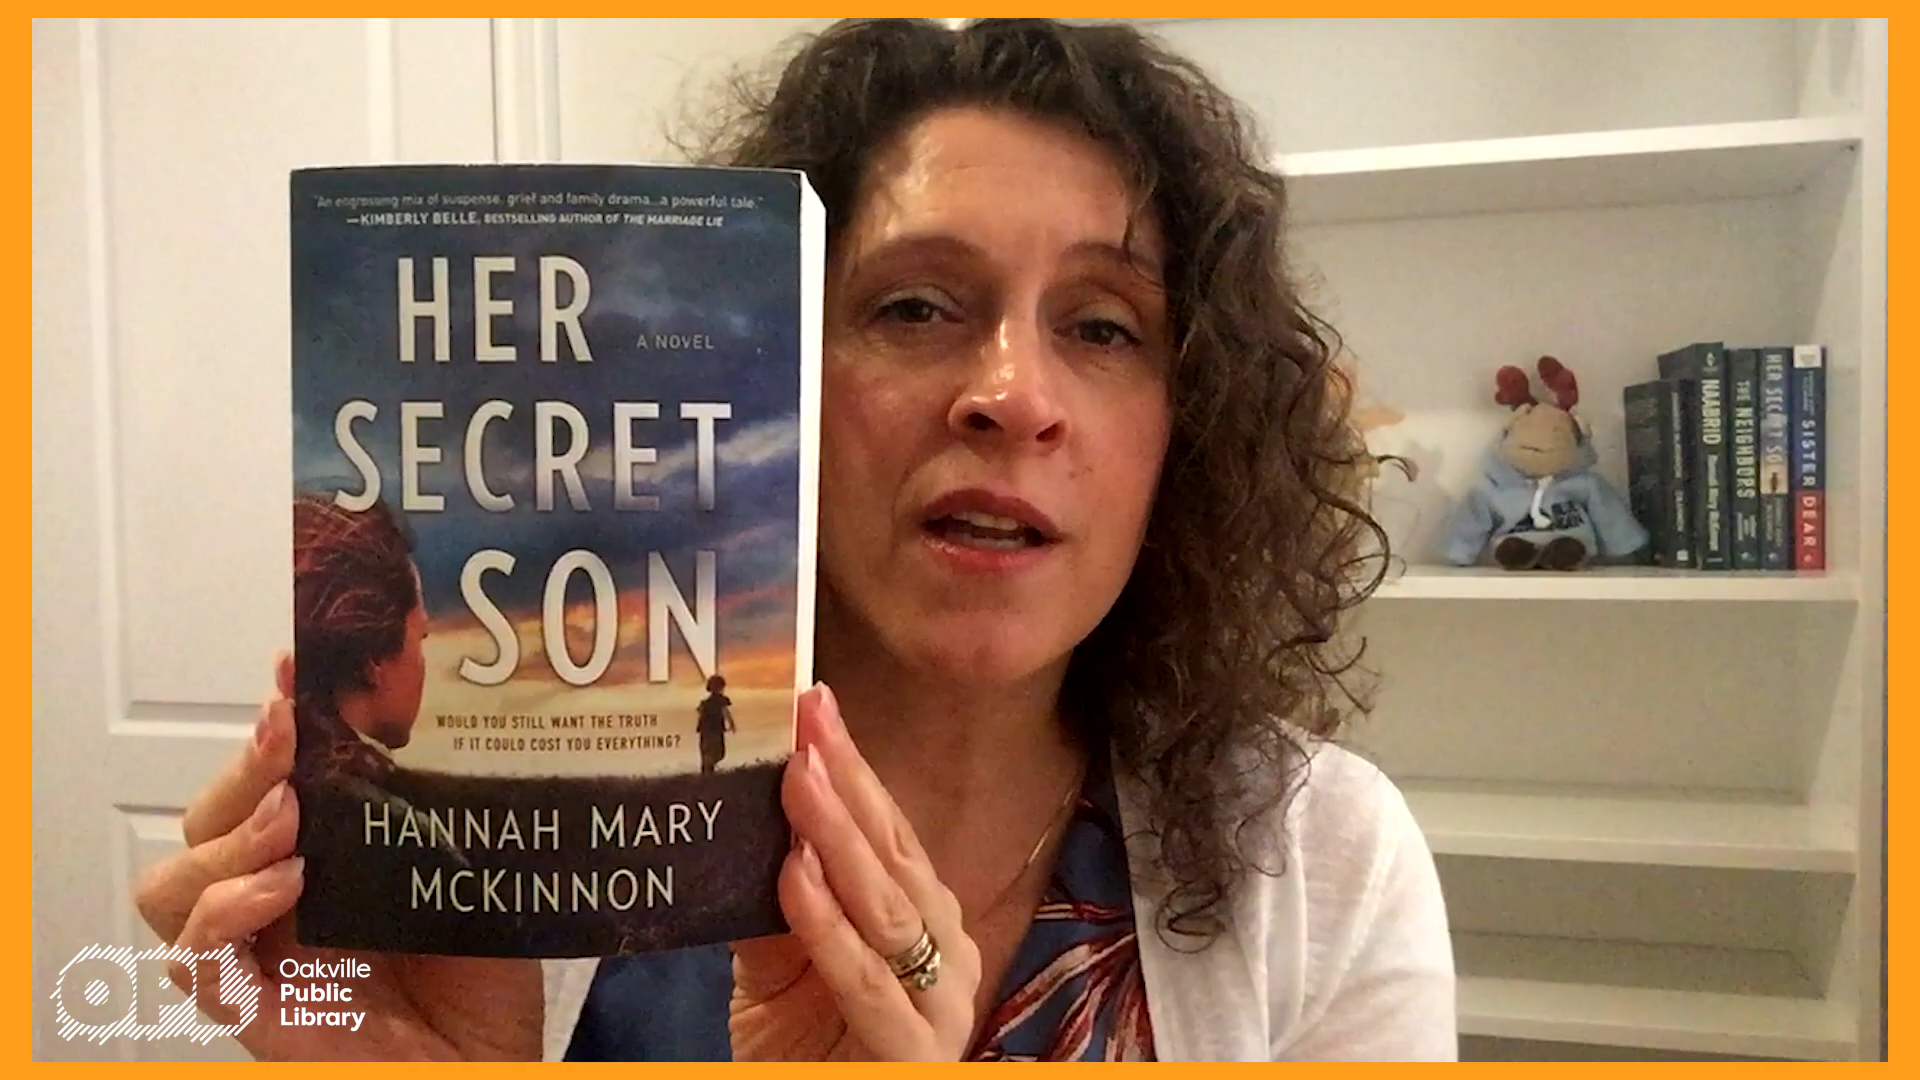 "An engrossing mix of suspense, grief and family drama...a powerful tale."
—KIMBERLY BELLE, BESTSELLING AUTHOR OF THE MARRIAGE LIE
HER
A NOVEL
SECRET
SON
WOULD YOU STILL WANT THE TRUTH
IF IT COULD COST YOU EVERYTHING?
HANNAH MARY
MCKINNON
THE NEIGHBORS
HER SECRET SO
SISTER DEAR
OPL
Oakville
Public
Library